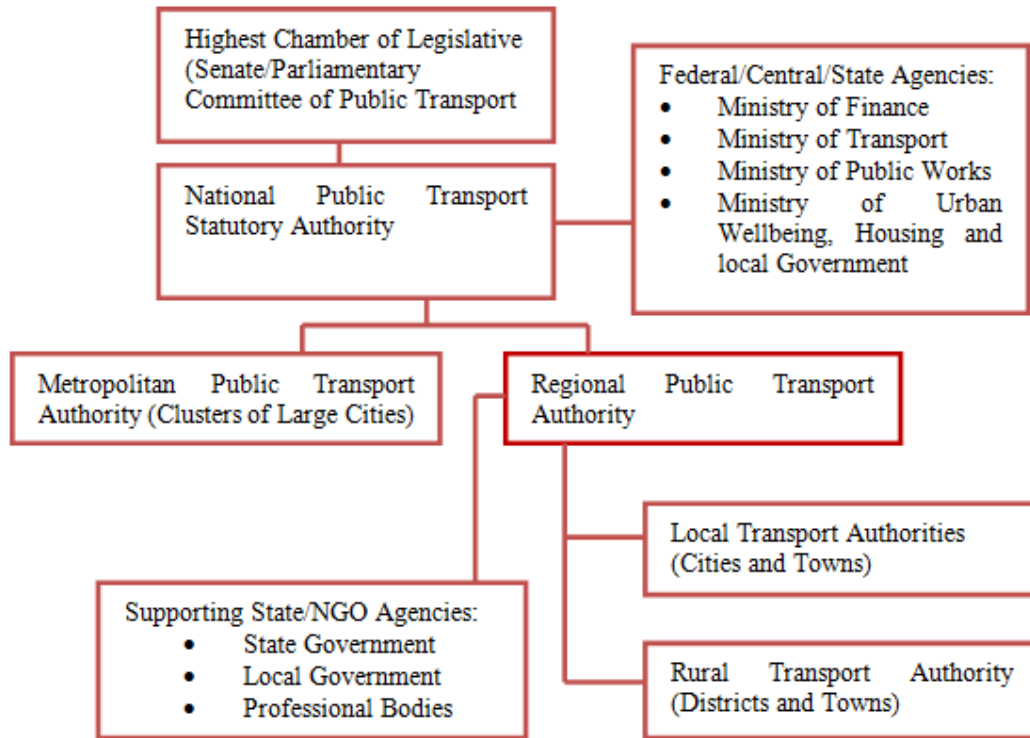 Highest Chamber of Legislative
(Senate/Parliamentary
Committee of Public Transport
Federal/Central/State Agencies:
• Ministry of Finance
• Ministry of Transport
• Ministry of Public Works
• Ministry of Urban
Wellbeing, Housing and
local Government
National Public Transport
Statutory Authority
Metropolitan Public Transport
Authority (Clusters of Large Cities)
Regional Public Transport
Authority
Local Transport Authorities
(Cities and Towns)
Supporting State/NGO Agencies:
• State Government
• Local Government
• Professional Bodies
Rural Transport Authority
(Districts and Towns)